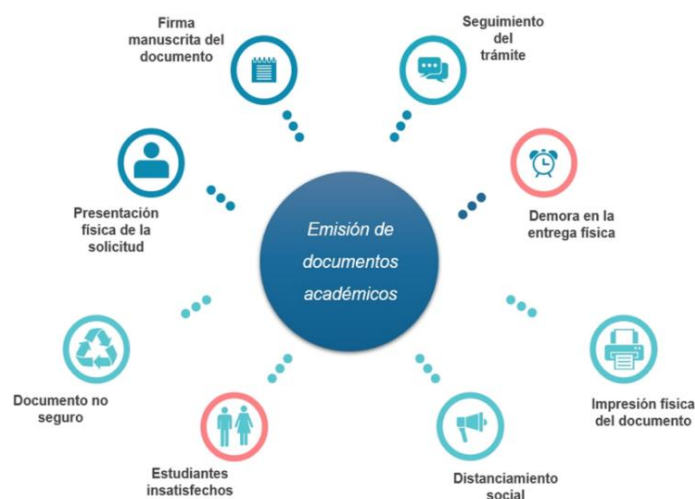 Firma
manuscrita del
documento
Seguimiento
del
trámite
Presentación
física de la
solicitud
Emisión de
documentos
académicos
Demora en la
entrega física
Documento no
seguro
Impresión física
del documento
Estudiantes
insatisfechos
Distanciamiento
social